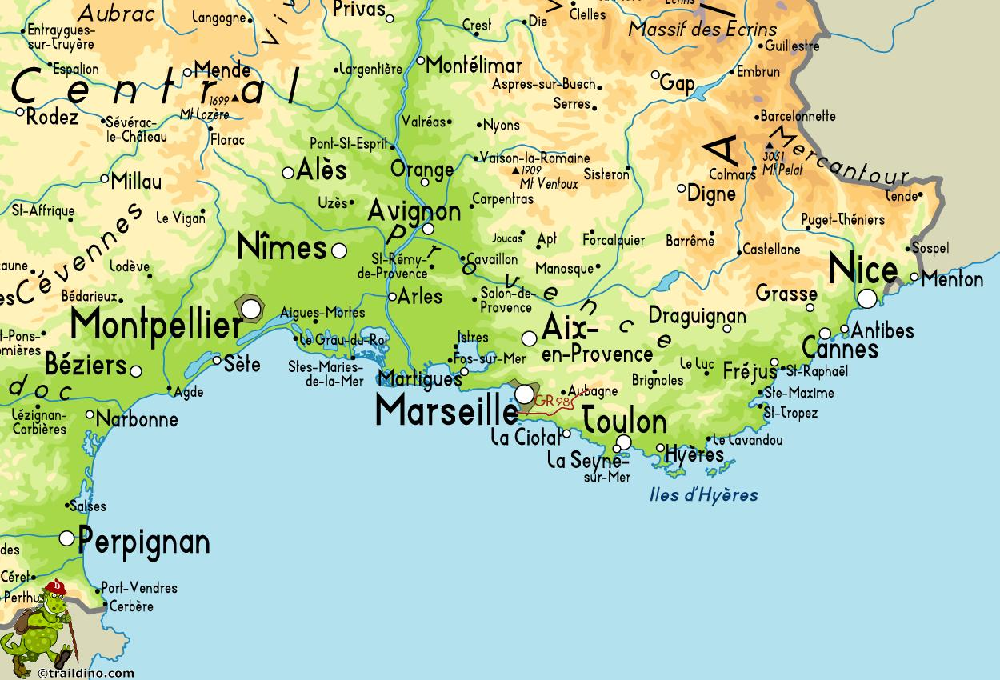 Aubrac
Langogne
Privas
Clelles
Entraygues-
sur-Truyère
Crest
Die
Massif des Ecrins
Guillestre
Espalion
Mende
Largentière
Montélimar
Embrun
Central
Aspres-sur-Buech
Gap
Serres
1699
Mt Lozère
Rodez
Sévérac-
le-Château
Valréas
Nyons
Barcelonnette
Florac
Pont-St-Esprit
Mercantour
A
3051
Mt Pelat
Vaison-la-Romaine
Alès
Orange
1909
Mt Ventoux
Sisteron
Colmars
Millau
Digne
Tende
Uzès
Carpentras
St-Affrique
Le Vigan
Avignon
Puget-Théniers
Cévennes
Provence
Joucas
Apt
Forcalquier
Barrême
Castellane
Sospel
Nîmes
St-Rémy-
de-Provence
Cavaillon
Manosque
Nice
Menton
Lodève
Bédarieux
Arles
Salon-de-
Provence
Grasse
Aigues-Mortes
Draguignan
Montpellier
Aix-
en-Provence
Antibes
Cannes
Le Grau-du-Roi
Istres
Fos-sur-Mer
Béziers
Sète
Stes-Maries-
de-la-Mer
Martigues
Le Luc
Fréjus
St-Raphaël
Brignoles
doc
Agde
Aubagne
GR98
Ste-Maxime
Marseille
Lézignan-
Corbières
Narbonne
Toulon
St-Tropez
La Ciotat
Le Lavandou
La Seyne-
sur-Mer
Hyères
Iles d'Hyères
Salses
Perpignan
Céret
Port-Vendres
Perthu
Cerbère
D
©traildino.com